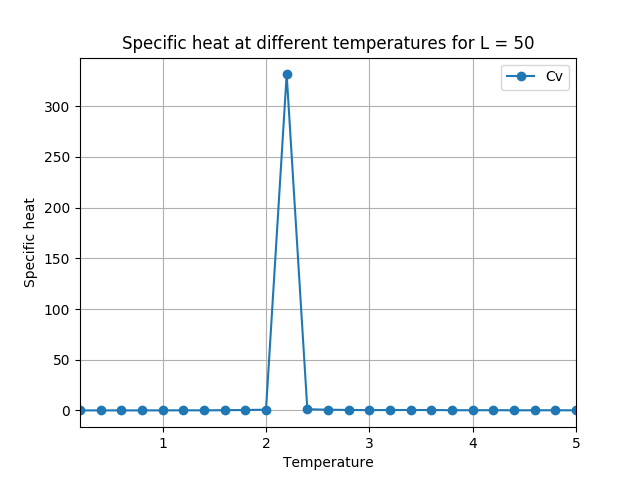 Specific heat at different temperatures for L = 50
Cv
300
250
200
150
100
50
0
Specific heat
1 2 3 4 5
Temperature